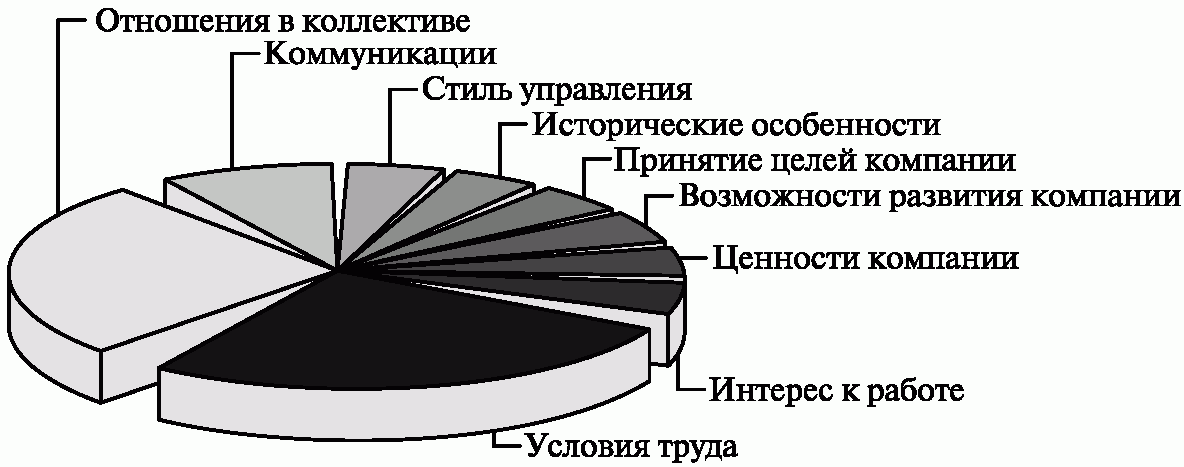 Отношения в коллективе
Коммуникации
Стиль управления
Исторические особенности
Принятие целей компании
Возможности развития компании
Ценности компании
Интерес к работе
Условия труда